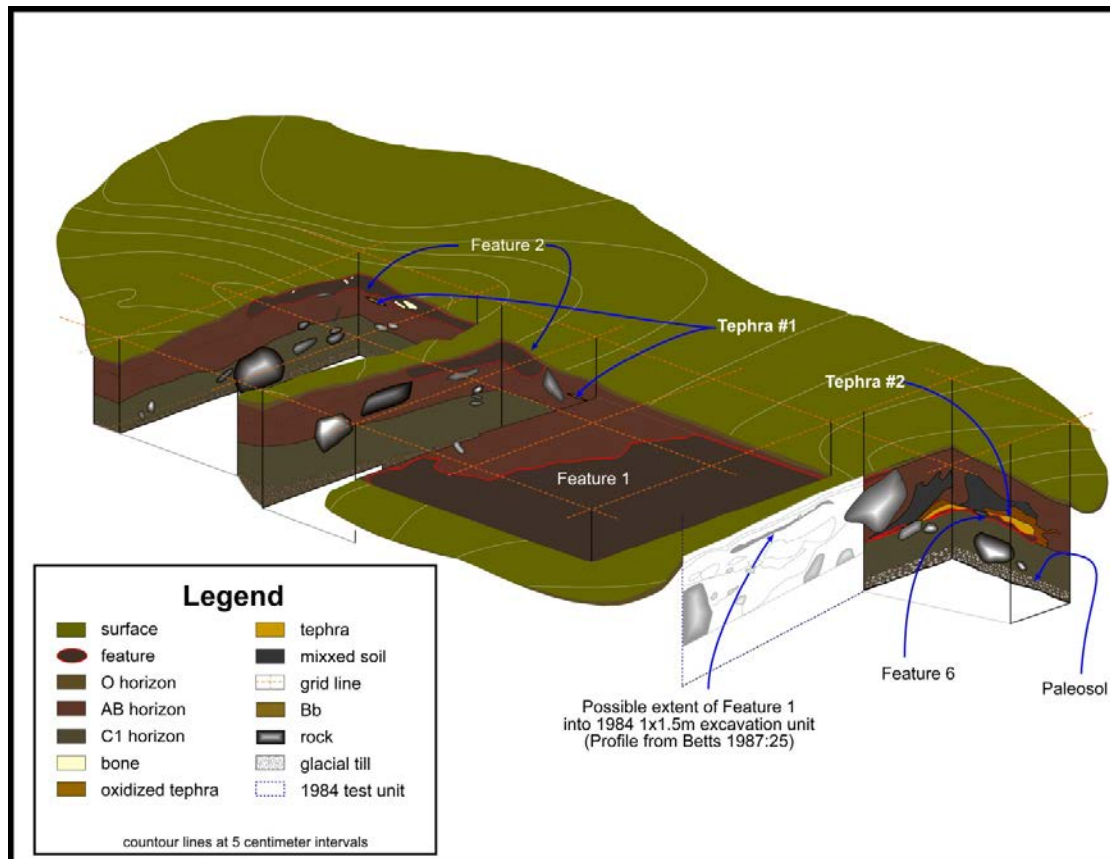 Feature 2
Tephra #1
Tephra #2
Feature 1
Feature 6
Paleosol
Possible extent of Feature 1
into 1984 1x1.5m excavation unit
(Profile from Betts 1987:25)
Legend
surface
feature
O horizon
AB horizon
C1 horizon
bone
oxidized tephra
tephra
mixxed soil
grid line
Bb
rock
glacial till
1984 test unit
countour lines at 5 centimeter intervals